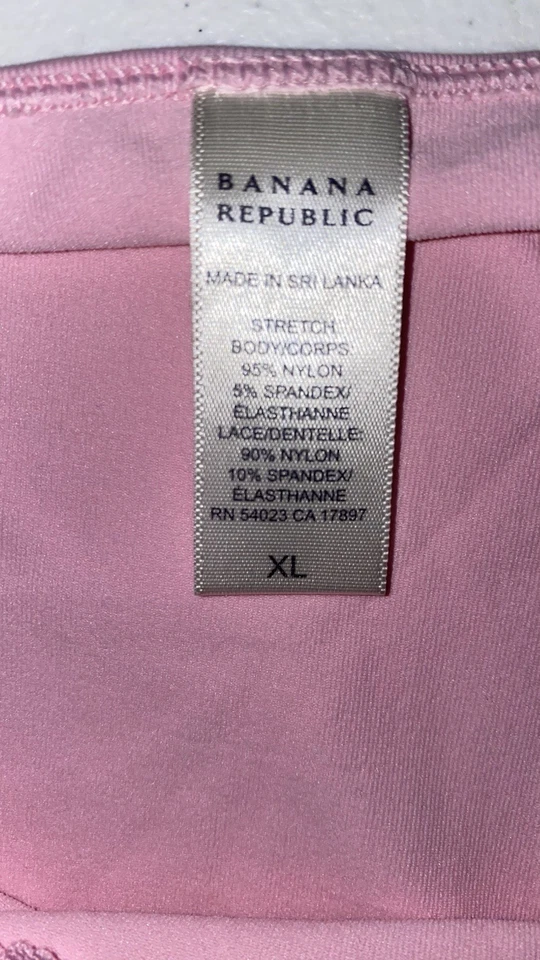 BANANA
REPUBLIC
MADE IN SRI LANKA
STRETCH
BODY/CORPS:
95% NYLON
5% SPANDEX/
ÉLASTHANNE
LACE/DENTELLE:
90% NYLON
10% SPANDEX/
ÉLASTHANNE
RN 54023 CA 17897
XL